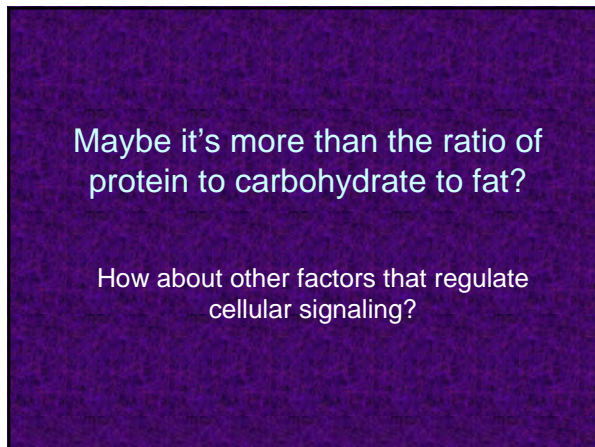 Maybe it's more than the ratio of
protein to carbohydrate to fat?
How about other factors that regulate
cellular signaling?